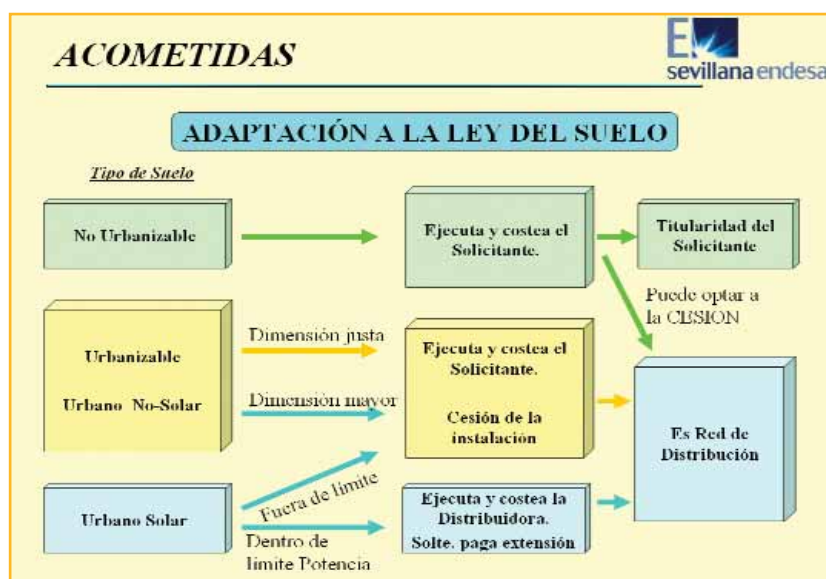 ACOMETIDAS
E
sevillana endesa
ADAPTACIÓN A LA LEY DEL SUELO
Tipo de Suelo
No Urbanizable
Ejecuta y costea el
Solicitante.
Titularidad del
Solicitante
Puede optar a
la CESION
Urbanizable
Urbano No-Solar
Dimensión justa
Dimensión mayor
Ejecuta y costea el
Solicitante.
Cesión de la
instalación
Es Red de
Distribución
Urbano Solar
Fuera de limite
Dentro de
limite Potencia
Ejecuta y costea la
Distribuidora.
Solte. paga extensión